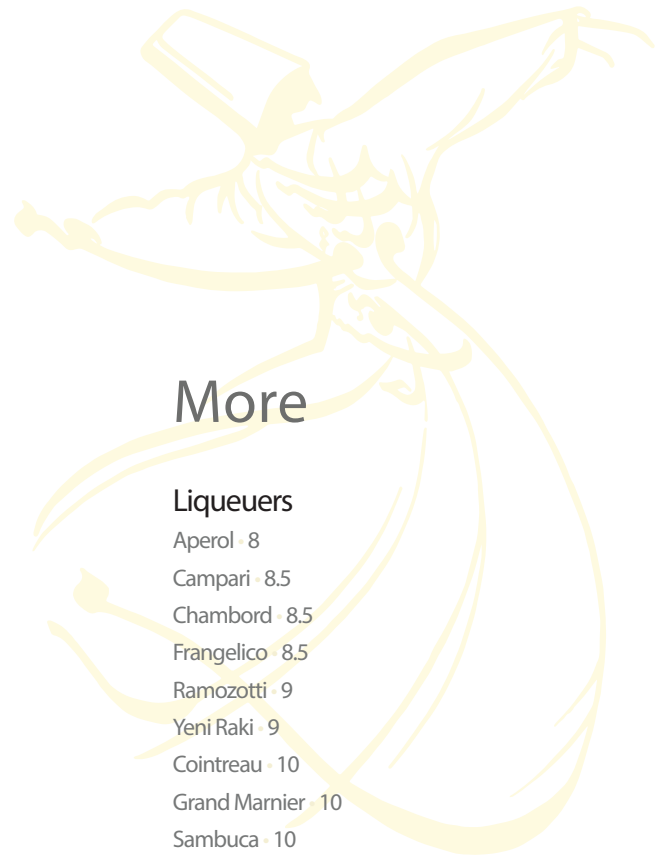 More
Liqueuers
Aperol • 8
Campari • 8.5
Chambord • 8.5
Frangelico • 8.5
Ramozotti • 9
Yeni Raki • 9
Cointreau • 10
Grand Marnier • 10
Sambuca • 10